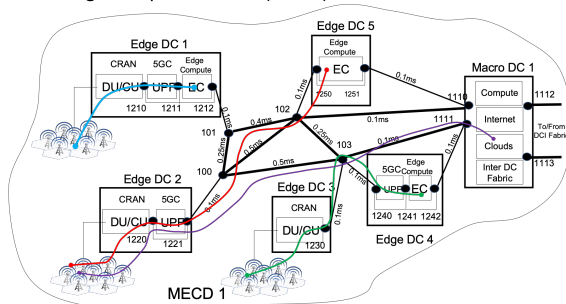 Edge DC 1
CRAN
5GC
Edge
Compute
DU/CU
UPF
EC
1210
1211
1212
0.1ms
101
0.25ms
100
0.4ms
0.5ms
102
Edge DC 5
Edge
Compute
EC
1250
1251
0.1ms
0.1ms
0.1ms
0.25ms
103
0.5ms
0.1ms
1110
1111
Macro DC 1
Compute
Internet
Clouds
Inter DC
Fabric
1112
To/From
DCI Fabric
1113
Edge DC 2
CRAN
5GC
DU/CU
UPF
1220
1221
0.1ms
Edge DC 3
CRAN
DU/CU
1230
0.1ms
0.1ms
5GC
Edge
Compute
UPF
EC
1240
1241
1242
0.1ms
Edge DC 4
MECD 1